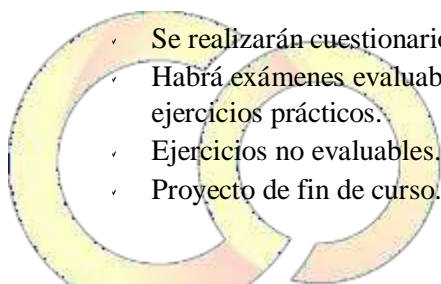 Se realizarán cuestionario
Habrá exámenes evaluab
ejercicios prácticos.
Ejercicios no evaluables.
Proyecto de fin de curso.